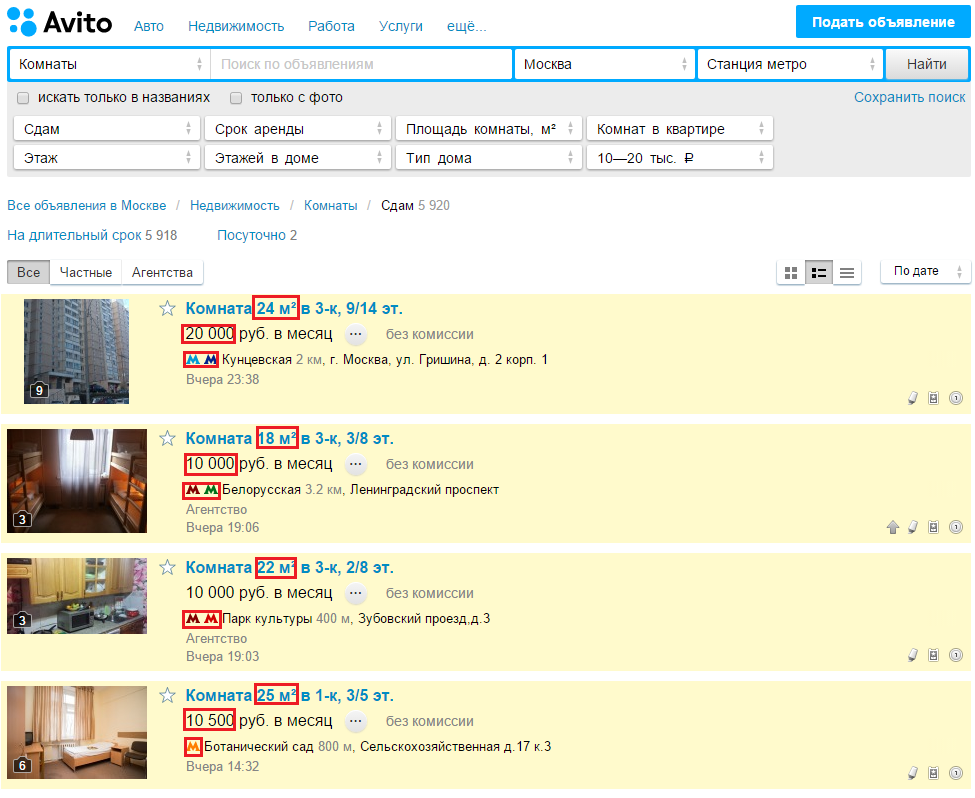 Avito Авто Недвижимость Работа Услуги ещё... Подать объявление
Комнаты Поиск по объявлениям Москва Станция метро Найти
искать только в названиях только с фото Сохранить поиск
Сдам Срок аренды Площадь комнаты, м² Комнат в квартире
Этаж Этажей в доме Тип дома 10—20 тыс. ₽
Все объявления в Москве / Недвижимость / Комнаты / Сдам 5 920
На длительный срок 5 918 Посуточно 2
Все Частные Агентства По дате
Комната 24 м² в 3-к, 9/14 эт.
20 000 руб. в месяц ... без комиссии
Кунцевская 2 км, г. Москва, ул. Гришина, д. 2 корп. 1
Вчера 23:38
9
Комната 18 м² в 3-к, 3/8 эт.
10 000 руб. в месяц ... без комиссии
Белорусская 3.2 км, Ленинградский проспект
Агентство
Вчера 19:06
3
Комната 22 м² в 3-к, 2/8 эт.
10 000 руб. в месяц ... без комиссии
Парк культуры 400 м, Зубовский проезд,д.3
Агентство
Вчера 19:03
3
Комната 25 м² в 1-к, 3/5 эт.
10 500 руб. в месяц ... без комиссии
Ботанический сад 800 м, Сельскохозяйственная д.17 к.3
Вчера 14:32
6